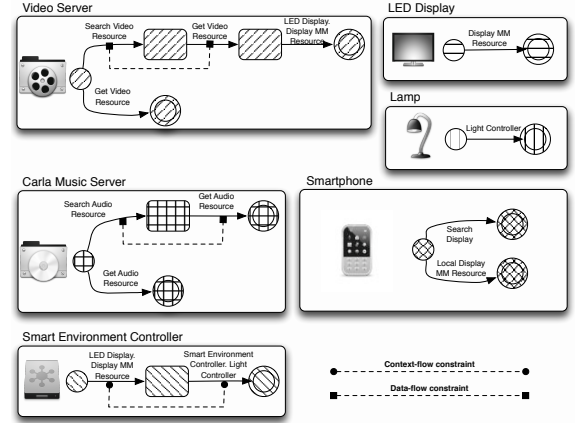 Video Server
Search Video
Resource
Get Video
Resource
LED Display.
Display MM
Resource
Get Video
Resource
LED Display
Display MM
Resource
Lamp
Light Controller
Carla Music Server
Search Audio
Resource
Get Audio
Resource
Get Audio
Resource
Smartphone
Search
Display
Local Display
MM Resource
Smart Environment Controller
LED Display.
Display MM
Resource
Smart Environment
Controller. Light
Controller
Context-flow constraint
Data-flow constraint